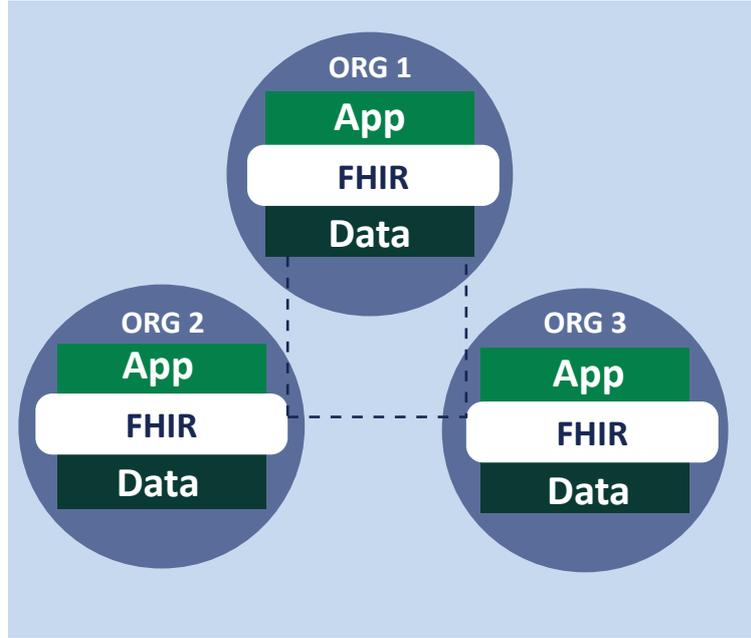 ORG 1
App
FHIR
Data
ORG 2
App
FHIR
Data
ORG 3
App
FHIR
Data